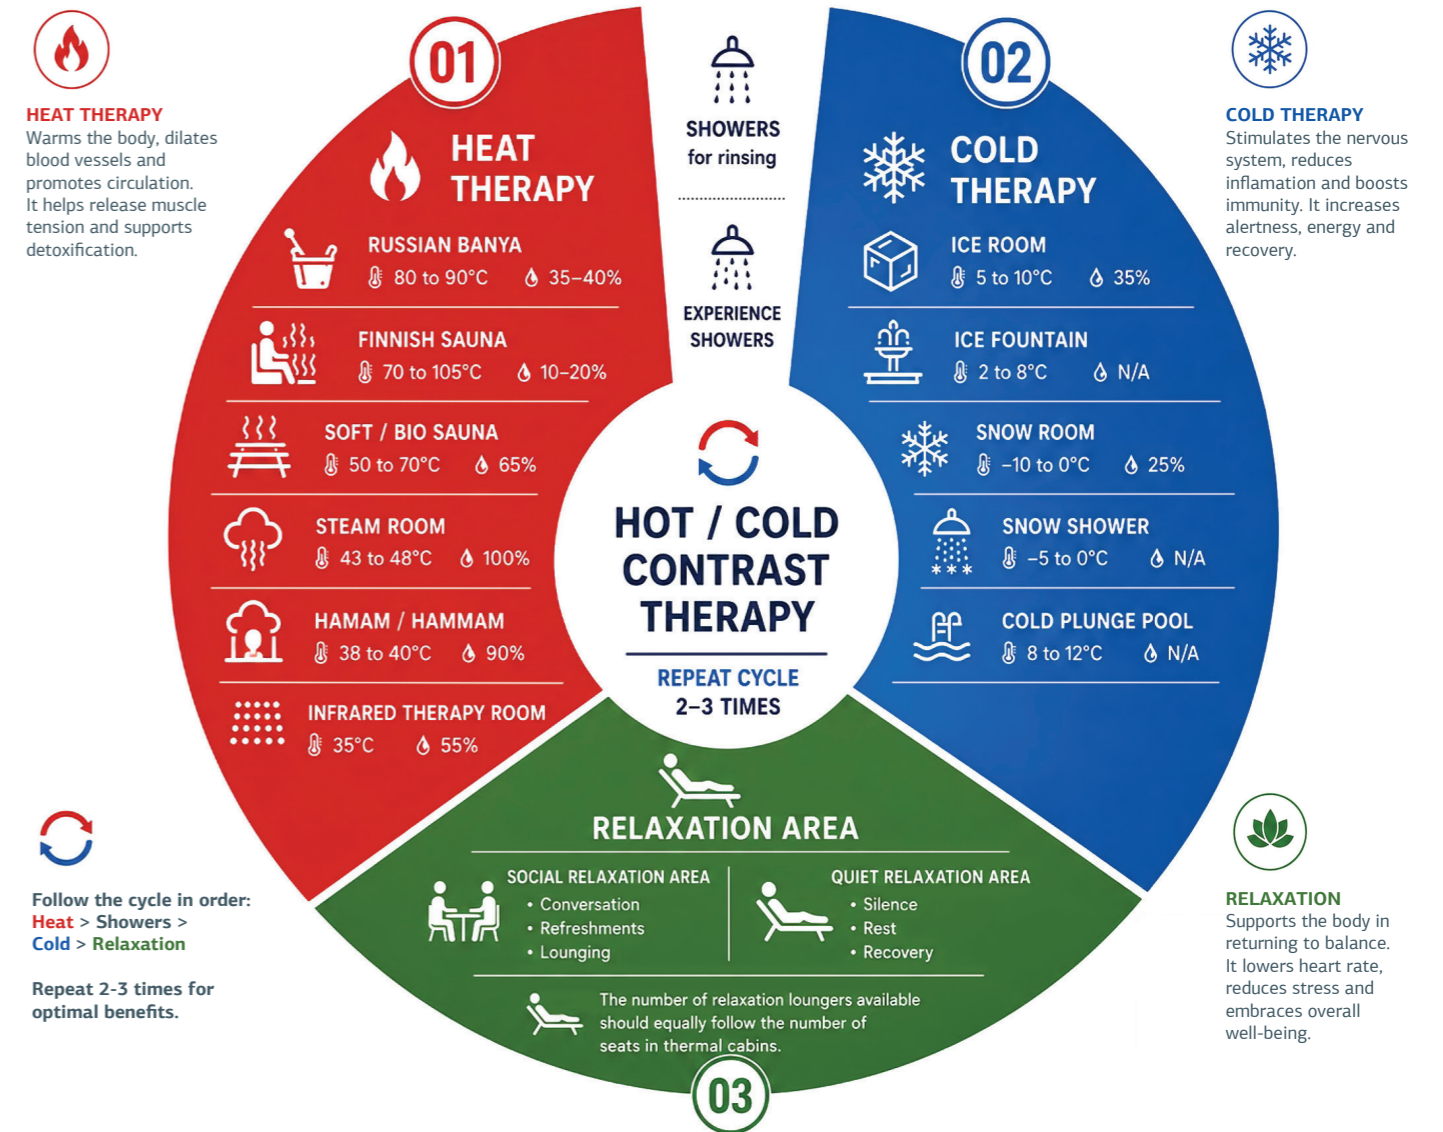 HEAT THERAPY
Warms the body, dilates
blood vessels and
promotes circulation.
It helps release muscle
tension and supports
detoxification.
01
HEAT
THERAPY
RUSSIAN BANYA
80 to 90°C 35–40%
FINNISH SAUNA
70 to 105°C 10–20%
SOFT / BIO SAUNA
50 to 70°C 65%
STEAM ROOM
43 to 48°C 100%
HAMAM / HAMMAM
38 to 40°C 90%
INFRARED THERAPY ROOM
35°C 55%
SHOWERS
for rinsing
EXPERIENCE
SHOWERS
02
COLD
THERAPY
ICE ROOM
5 to 10°C 35%
ICE FOUNTAIN
2 to 8°C N/A
SNOW ROOM
–10 to 0°C 25%
SNOW SHOWER
–5 to 0°C N/A
COLD PLUNGE POOL
8 to 12°C N/A
COLD THERAPY
Stimulates the nervous
system, reduces
inflamation and boosts
immunity. It increases
alertness, energy and
recovery.
HOT / COLD
CONTRAST
THERAPY
REPEAT CYCLE
2–3 TIMES
RELAXATION AREA
SOCIAL RELAXATION AREA
• Conversation
• Refreshments
• Lounging
QUIET RELAXATION AREA
• Silence
• Rest
• Recovery
The number of relaxation loungers available
should equally follow the number of
seats in thermal cabins.
03
Follow the cycle in order:
Heat > Showers >
Cold > Relaxation
Repeat 2-3 times for
optimal benefits.
RELAXATION
Supports the body in
returning to balance.
It lowers heart rate,
reduces stress and
embraces overall
well-being.